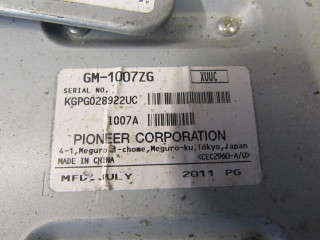 GM-1007ZG XUUC
SERIAL NO.
KGPG028922UC
1007A
PIONEER CORPORATION
4-1,Meguro 1-chome,Meguro-ku,Tokyo,Japan
MADE IN CHINA <CEC2960-A/U>
MFD. JULY 2011 PG